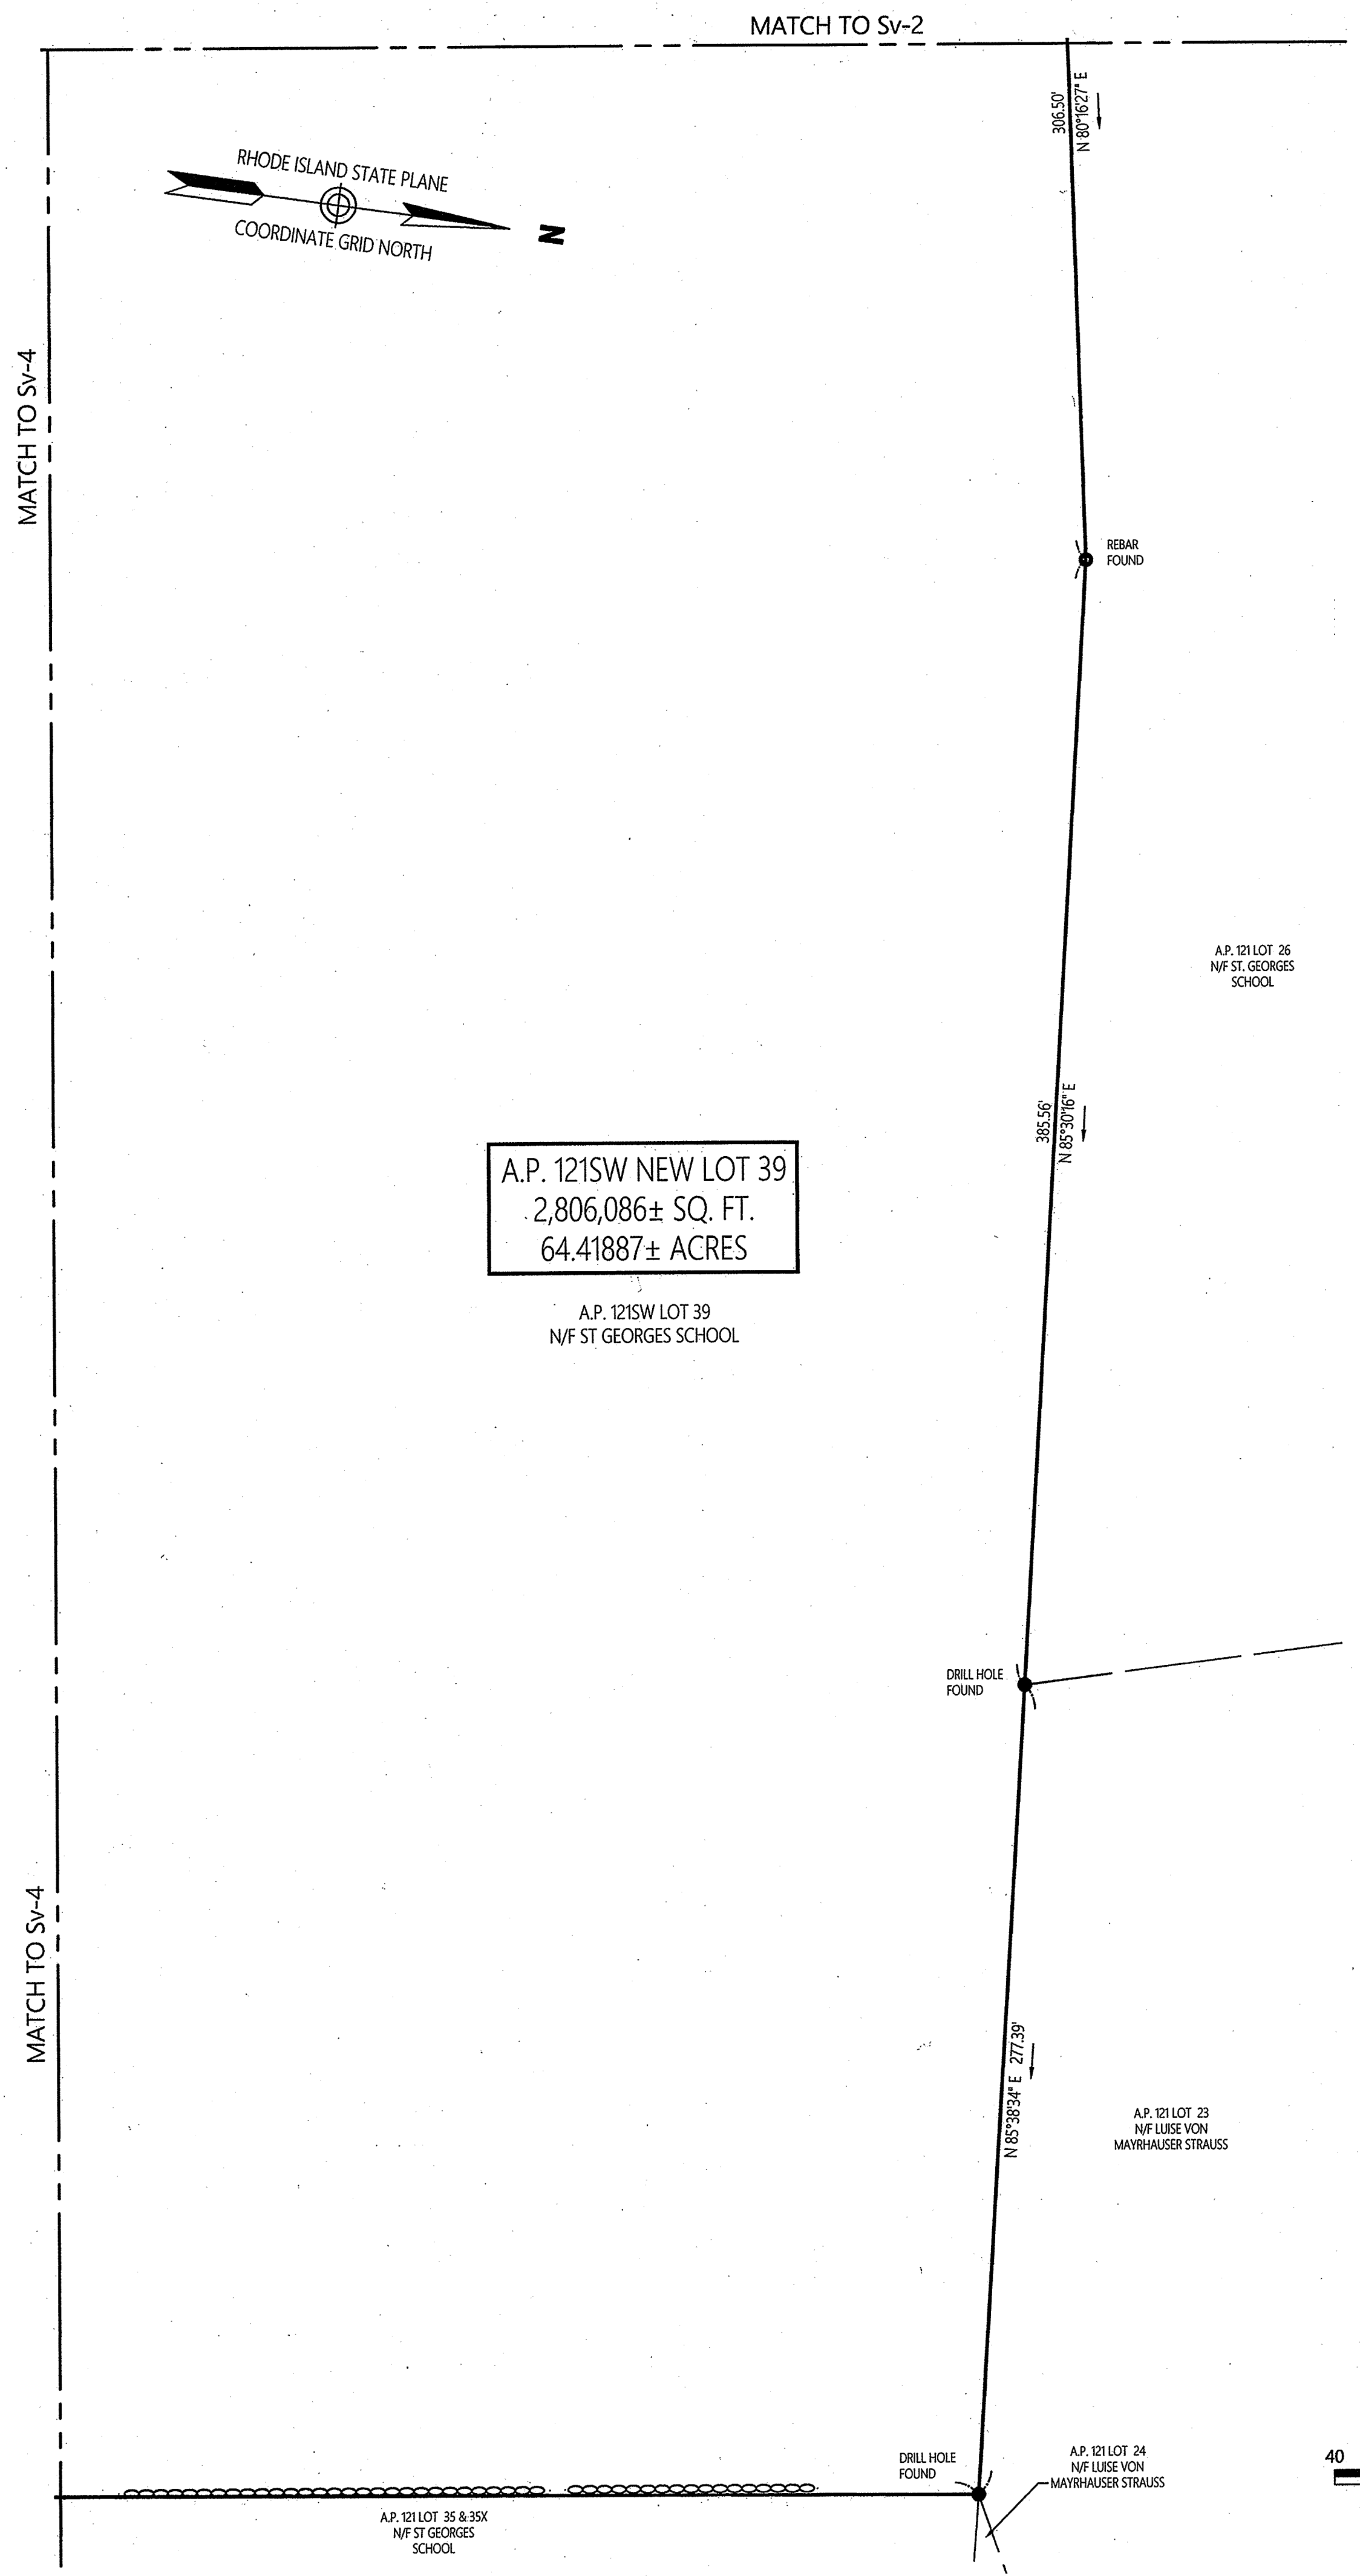 MATCH TO Sv-2
306.50'
N 80°16'27" E
RHODE ISLAND STATE PLANE
COORDINATE GRID NORTH
N
MATCH TO Sv-4
REBAR
FOUND
A.P. 121 LOT 26
N/F ST. GEORGES
SCHOOL
385.56'
N 85°30'16" E
A.P. 121SW NEW LOT 39
2,806,086± SQ. FT.
64.41887± ACRES
A.P. 121SW LOT 39
N/F ST GEORGES SCHOOL
DRILL HOLE
FOUND
MATCH TO Sv-4
N 85°38'34" E 277.39'
A.P. 121 LOT 23
N/F LUISE VON
MAYRHAUSER STRAUSS
DRILL HOLE
FOUND
A.P. 121 LOT 24
N/F LUISE VON
MAYRHAUSER STRAUSS
40
A.P. 121 LOT 35 & 35X
N/F ST GEORGES
SCHOOL